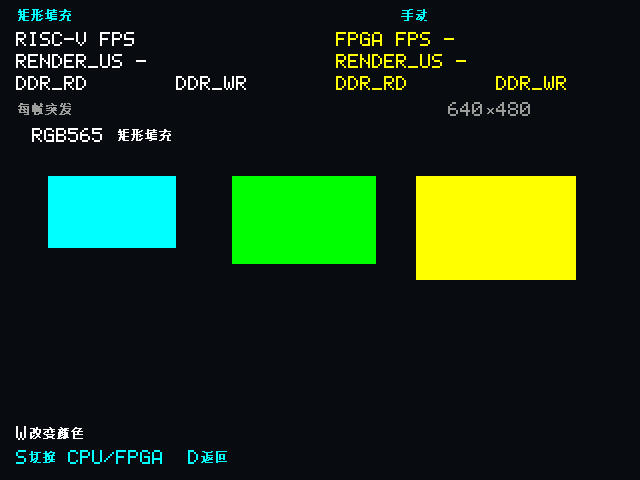 矩形填充 手动
RISC-V FPS FPGA FPS -
RENDER_US - RENDER_US -
DDR_RD DDR_WR DDR_RD DDR_WR
每帧突发 640×480
RGB565 矩形填充
W改变颜色
S切换 CPU/FPGA D返回